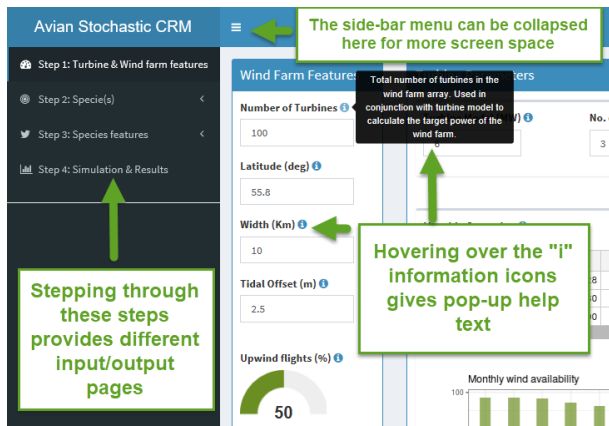 Avian Stochastic CRM
The side-bar menu can be collapsed
here for more screen space
Step 1: Turbine & Wind farm features
Step 2: Specie(s)
Step 3: Species features
Step 4: Simulation & Results
Stepping through
these steps
provides different
input/output
pages
Wind Farm Features
Number of Turbines
100
Latitude (deg)
55.8
Width (Km)
10
Tidal Offset (m)
2.5
Upwind flights (%)
50
Total number of turbines in the
wind farm array. Used in
conjunction with turbine model to
calculate the target power of the
wind farm.
No.
6
3
Hovering over the "i"
information icons
gives pop-up help
text
Monthly wind availability
100